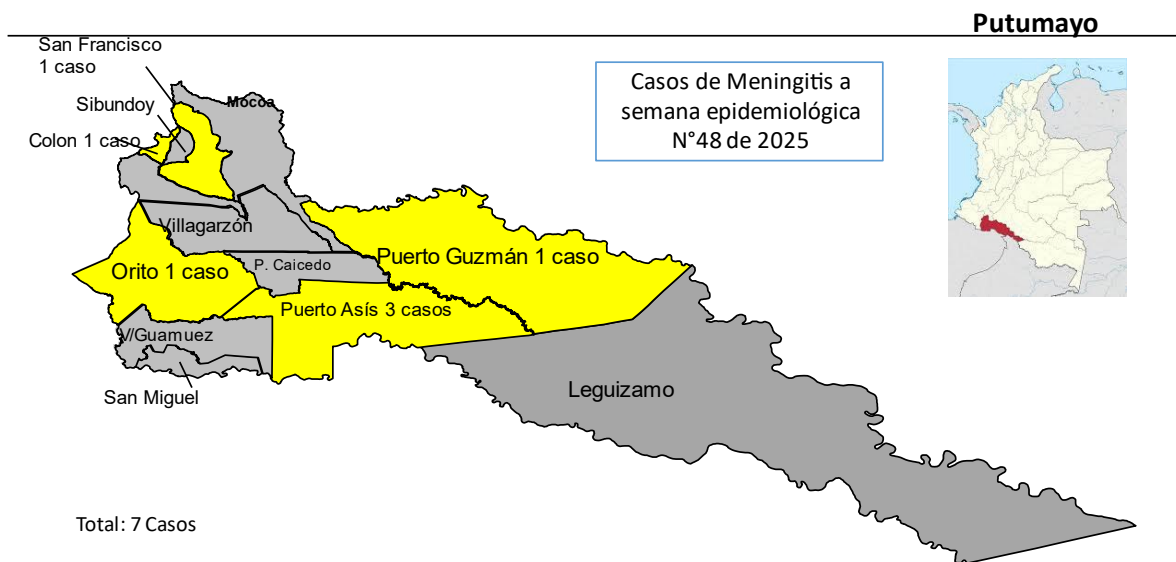 Putumayo
San Francisco
1 caso
Sibundoy
Colon 1 caso
Mocoa
Casos de Meningitis a
semana epidemiológica
N°48 de 2025
Villagarzón
Orito 1 caso
P. Caicedo
Puerto Guzmán 1 caso
Puerto Asís 3 casos
V/Guamuez
San Miguel
Leguizamo
Total: 7 Casos